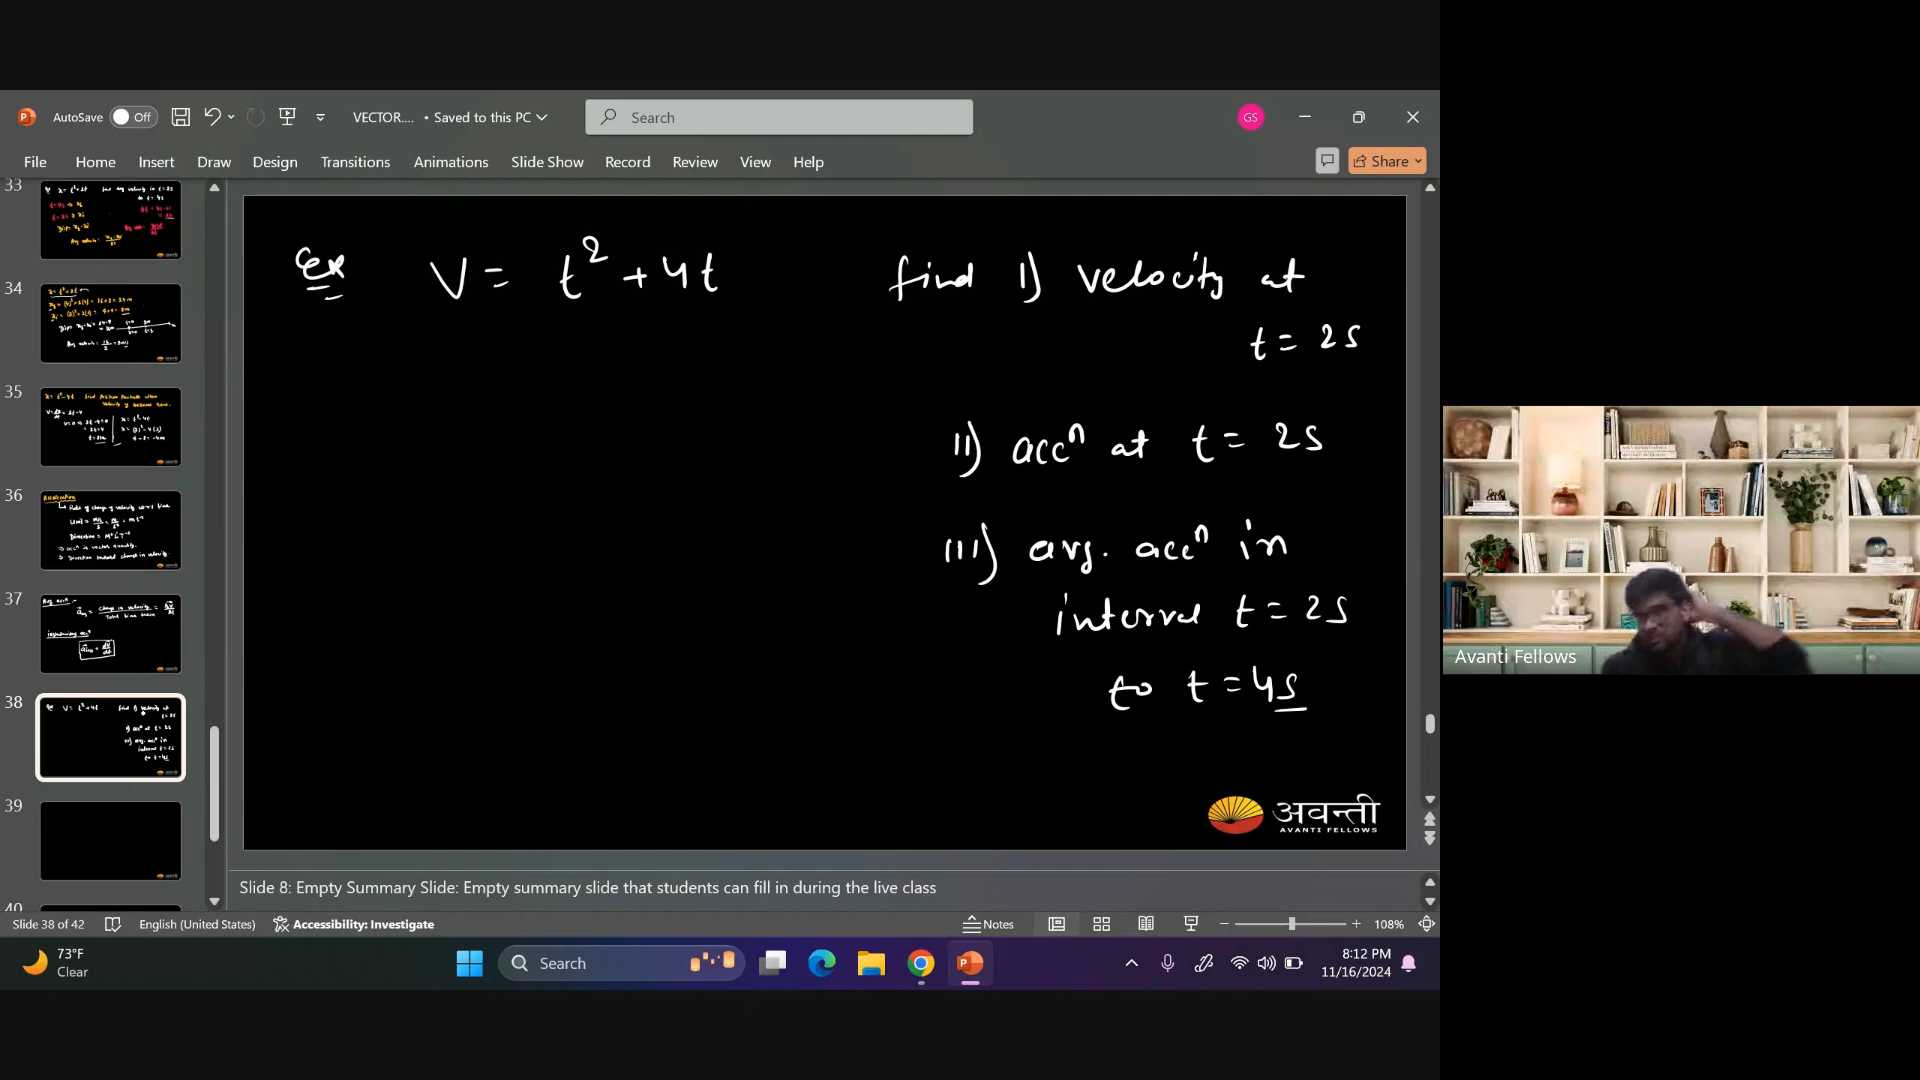 AutoSave Off VECTOR.... • Saved to this PC Search GS
File Home Insert Draw Design Transitions Animations Slide Show Record Review View Help Share
33
34
35
36
37
38
39
40
Ex V = t² + 4t find 1) velocity at
t = 2s
11) accⁿ at t = 2s
111) avg. accⁿ in
interval t = 2s
to t = 4s
अवन्ती
AVANTI FELLOWS
Slide 8: Empty Summary Slide: Empty summary slide that students can fill in during the live class
Slide 38 of 42 English (United States) Accessibility: Investigate Notes 108%
73°F
Clear
Search
8:12 PM
11/16/2024
Avanti Fellows